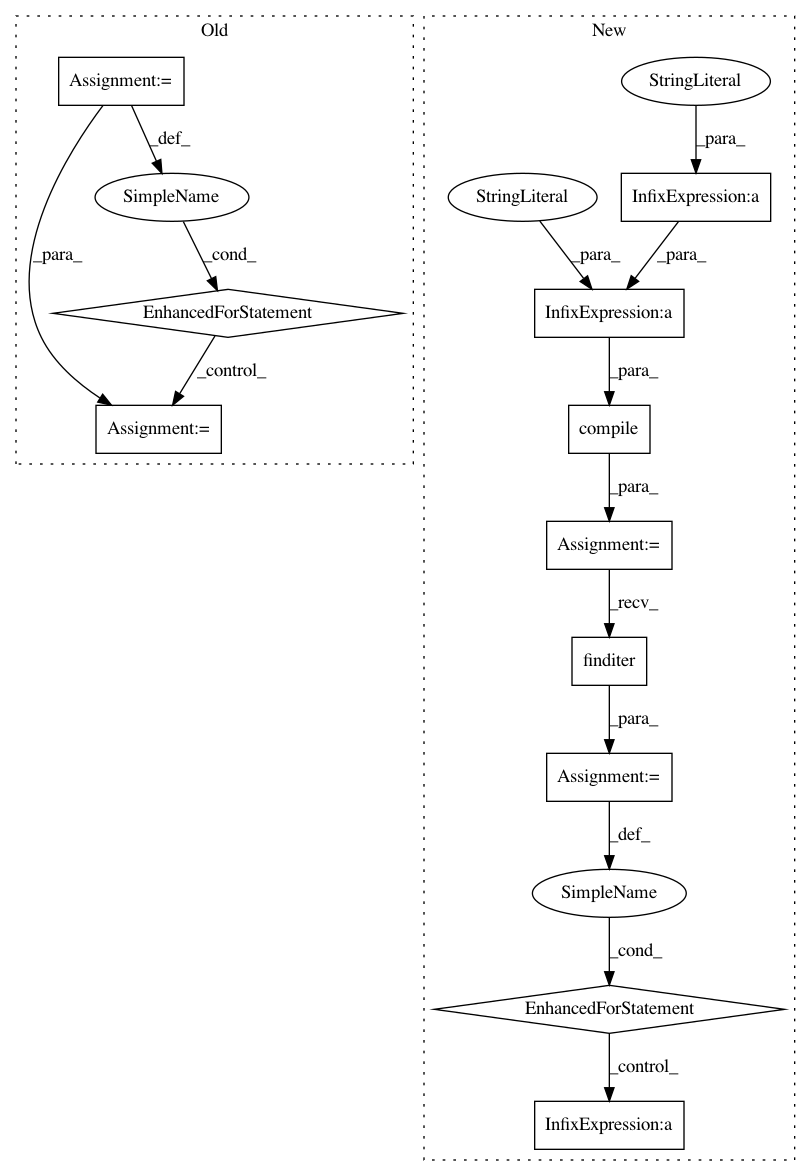 Old
New
Assignment:=
StringLiteral
_para_
_def_
_para_
SimpleName
StringLiteral
InfixExpression:a
_cond_
_para_
_para_
EnhancedForStatement
InfixExpression:a
_control_
_para_
Assignment:=
compile
_para_
Assignment:=
_recv_
finditer
_para_
Assignment:=
_def_
SimpleName
_cond_
EnhancedForStatement
_control_
InfixExpression:a